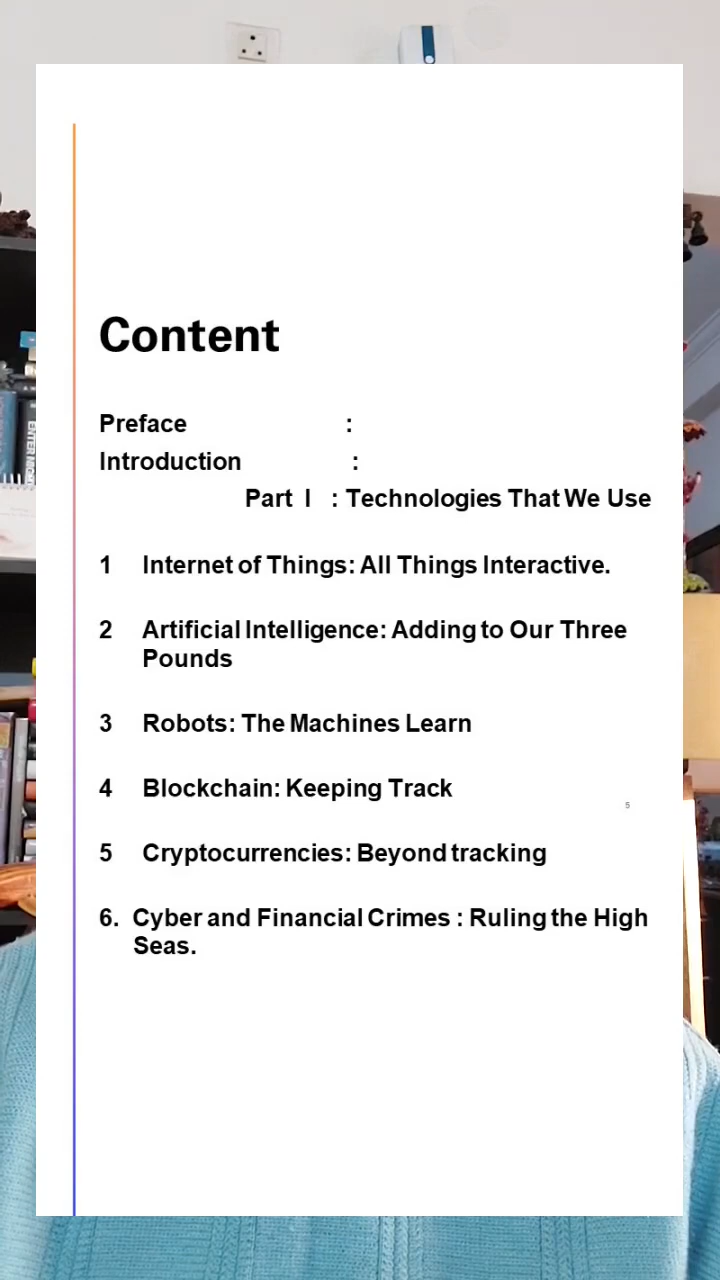 Content
Preface :
Introduction :
Part I : Technologies That We Use
1 Internet of Things: All Things Interactive.
2 Artificial Intelligence: Adding to Our Three
Pounds
3 Robots: The Machines Learn
4 Blockchain: Keeping Track
5
5 Cryptocurrencies: Beyond tracking
6. Cyber and Financial Crimes : Ruling the High
Seas.